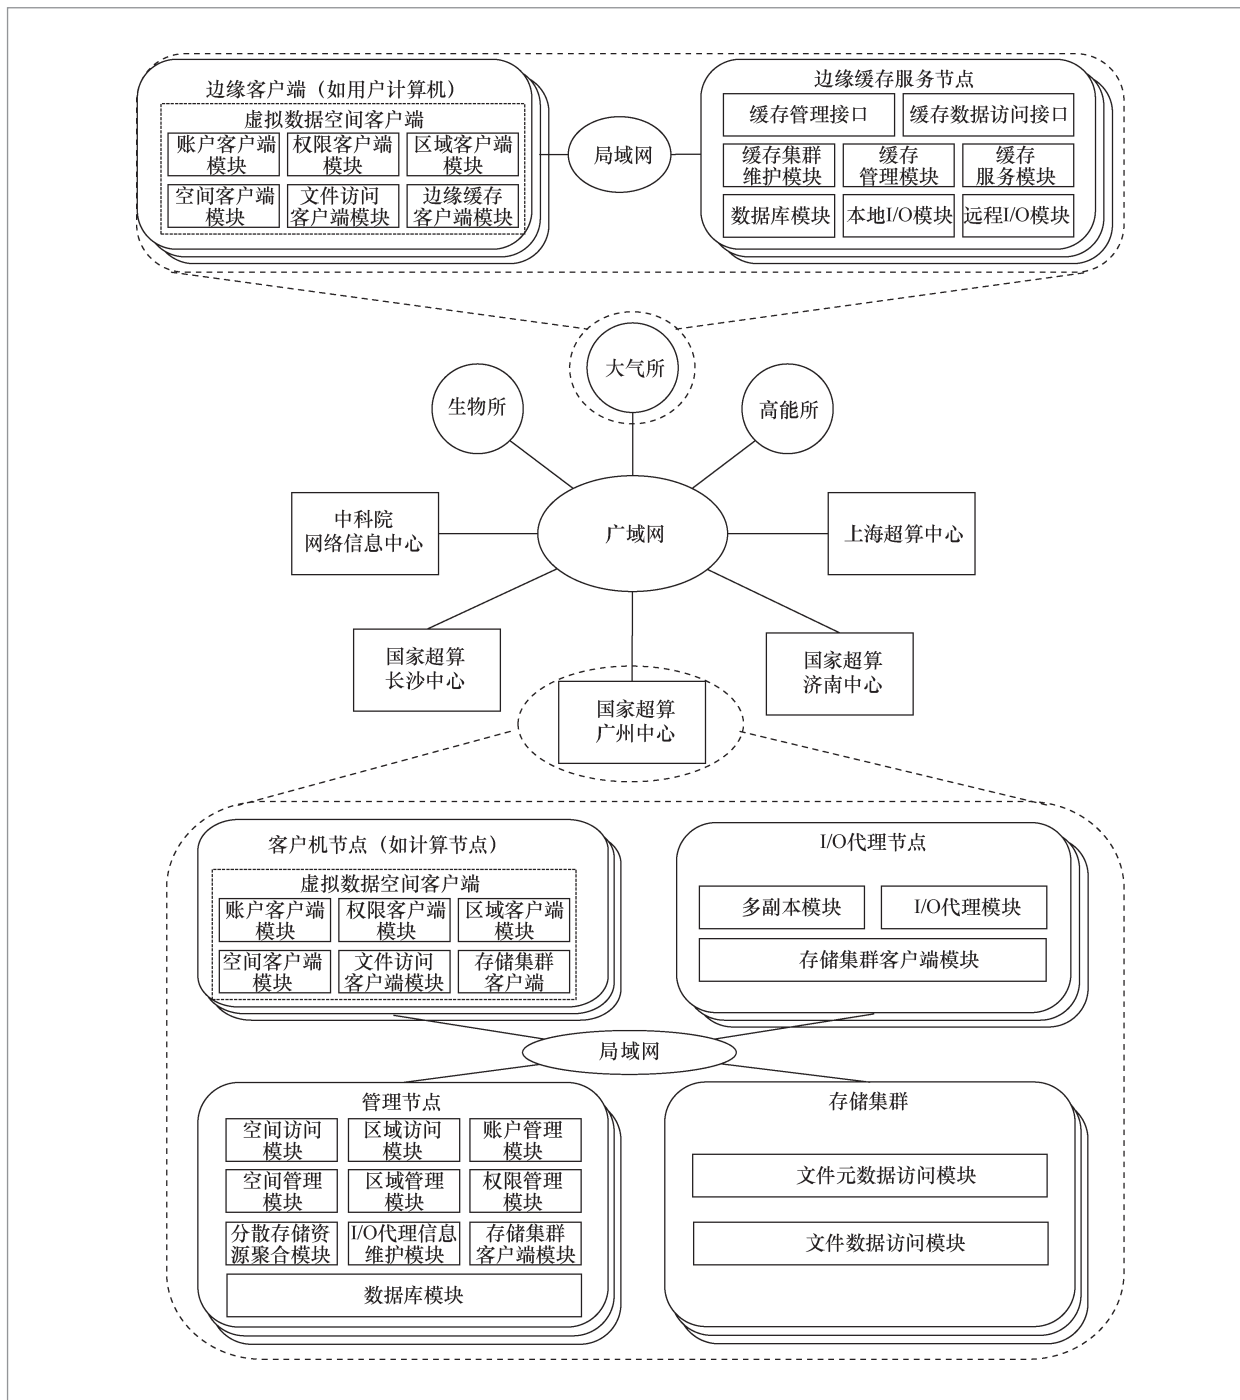 边缘客户端（如用户计算机）
虚拟数据空间客户端
账户客户端
模块
权限客户端
模块
区域客户端
模块
空间客户端
模块
文件访问
客户端模块
边缘缓存
客户端模块
局域网
边缘缓存服务节点
缓存管理接口
缓存数据访问接口
缓存集群
维护模块
缓存
管理模块
缓存
服务模块
数据库模块
本地I/O模块
远程I/O模块
大气所
生物所
高能所
中科院
网络信息中心
广域网
上海超算中心
国家超算
长沙中心
国家超算
广州中心
国家超算
济南中心
客户机节点（如计算节点）
虚拟数据空间客户端
账户客户端
模块
权限客户端
模块
区域客户端
模块
空间客户端
模块
文件访问
客户端模块
存储集群
客户端
I/O代理节点
多副本模块
I/O代理模块
存储集群客户端模块
局域网
管理节点
空间访问
模块
区域访问
模块
账户管理
模块
空间管理
模块
区域管理
模块
权限管理
模块
分散存储资
源聚合模块
I/O代理信息
维护模块
存储集群
客户端模块
数据库模块
存储集群
文件元数据访问模块
文件数据访问模块